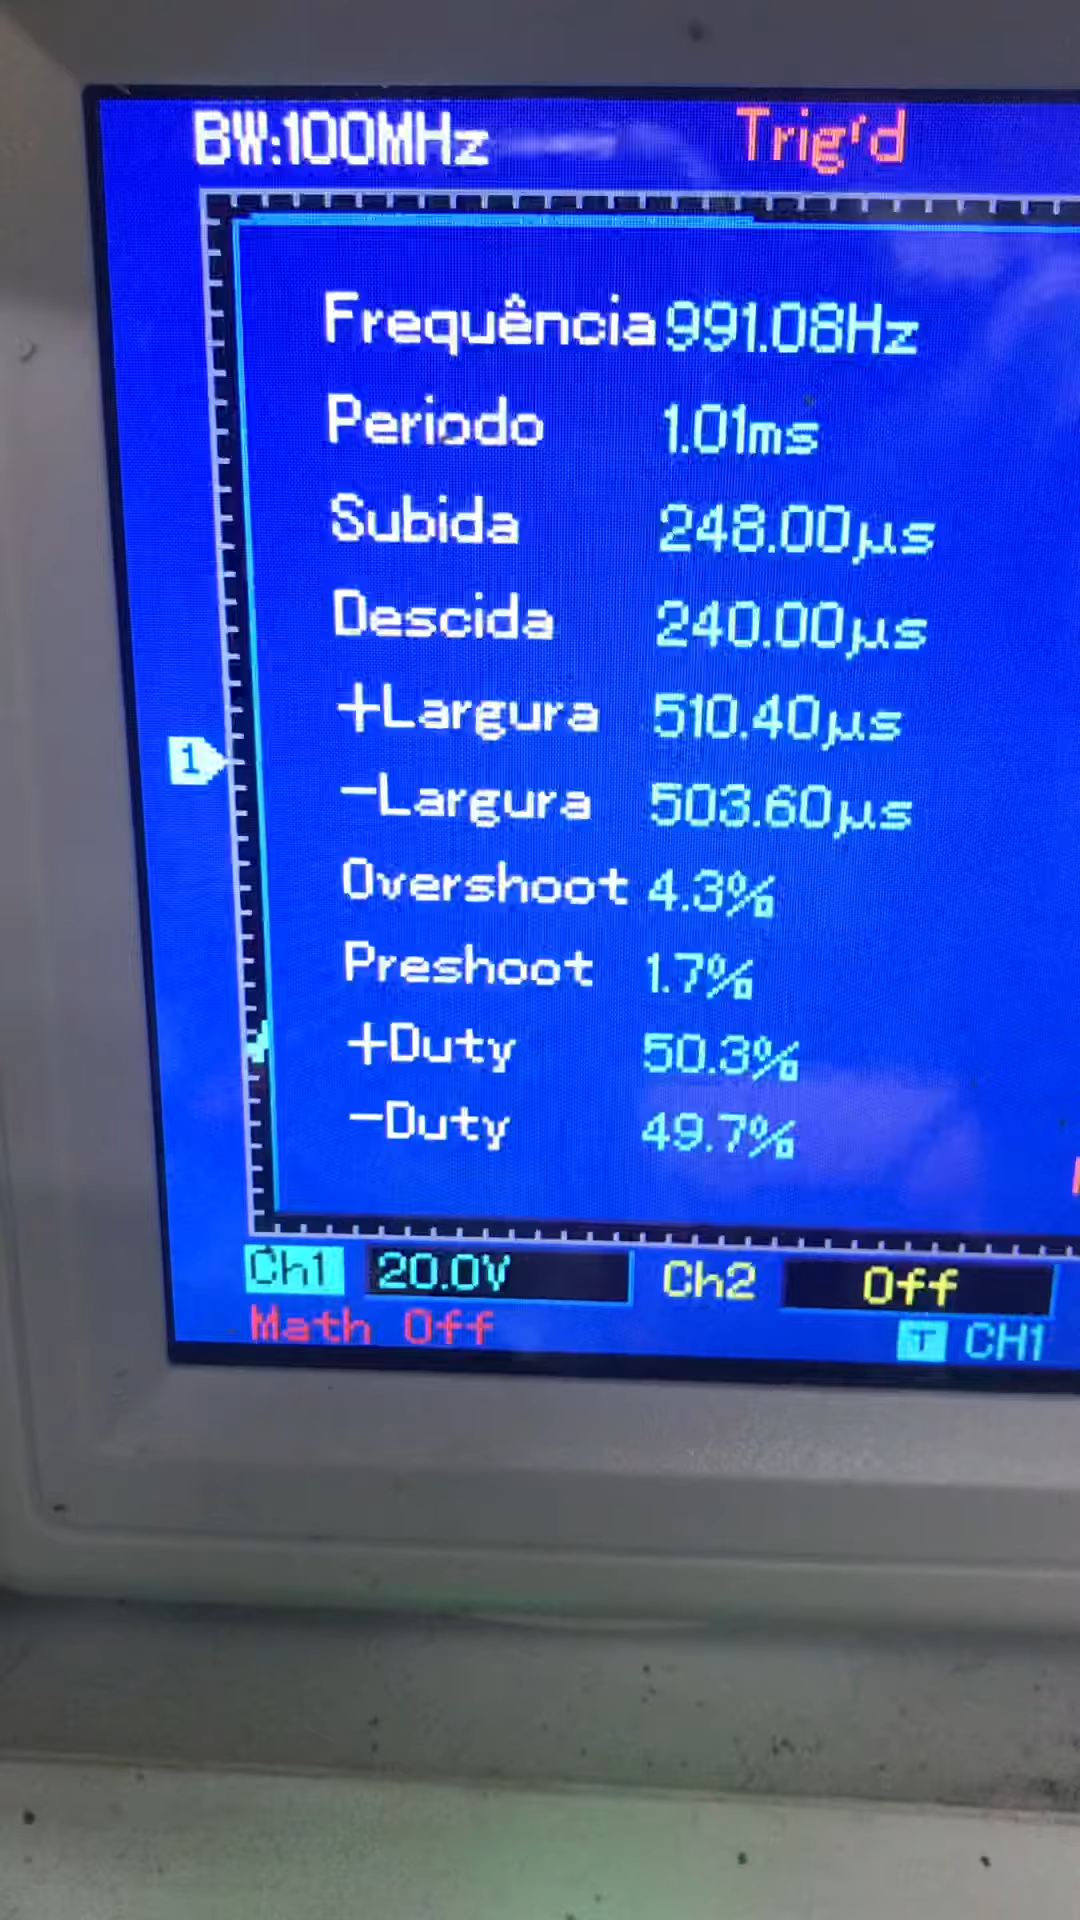 BW:100MHz Trig'd
Frequência 991.08Hz
Periodo 1.01ms
Subida 248.00µs
Descida 240.00µs
+Largura 510.40µs
-Largura 503.60µs
Overshoot 4.3%
Preshoot 1.7%
+Duty 50.3%
-Duty 49.7%
1
Ch1 20.0V Ch2 Off
Math Off T CH1